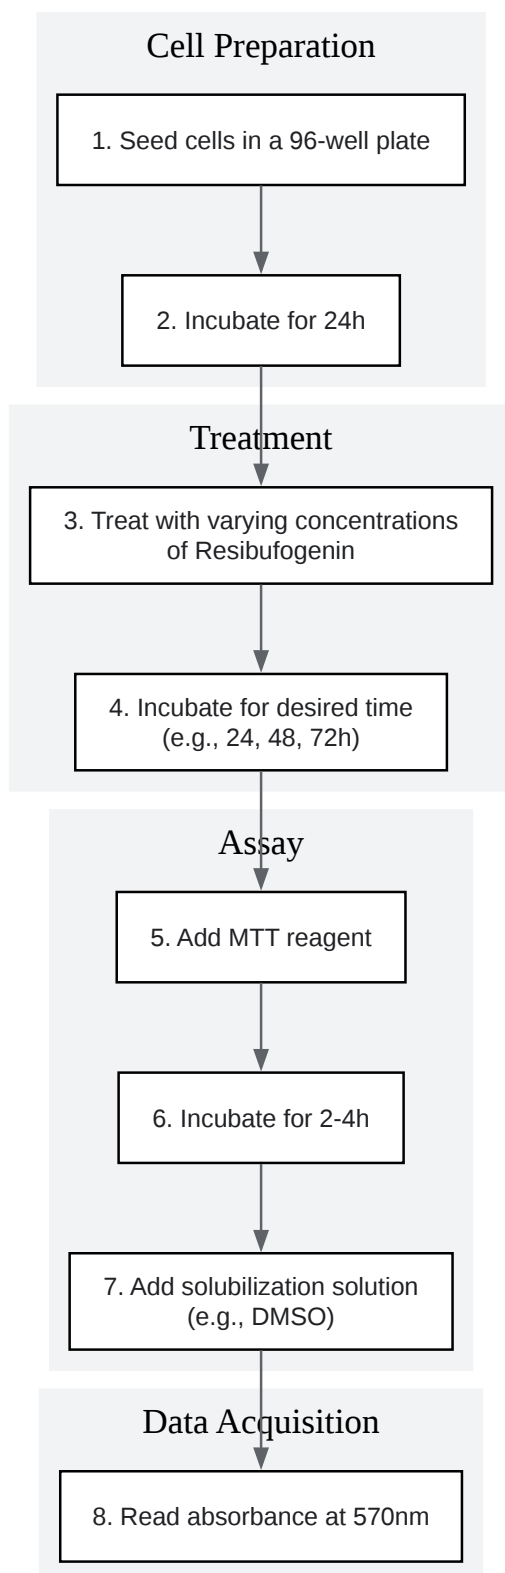 Cell Preparation
1. Seed cells in a 96-well plate
2. Incubate for 24h
Treatment
3. Treat with varying concentrations
of Resibufogenin
4. Incubate for desired time
(e.g., 24, 48, 72h)
Assay
5. Add MTT reagent
6. Incubate for 2-4h
7. Add solubilization solution
(e.g., DMSO)
Data Acquisition
8. Read absorbance at 570nm